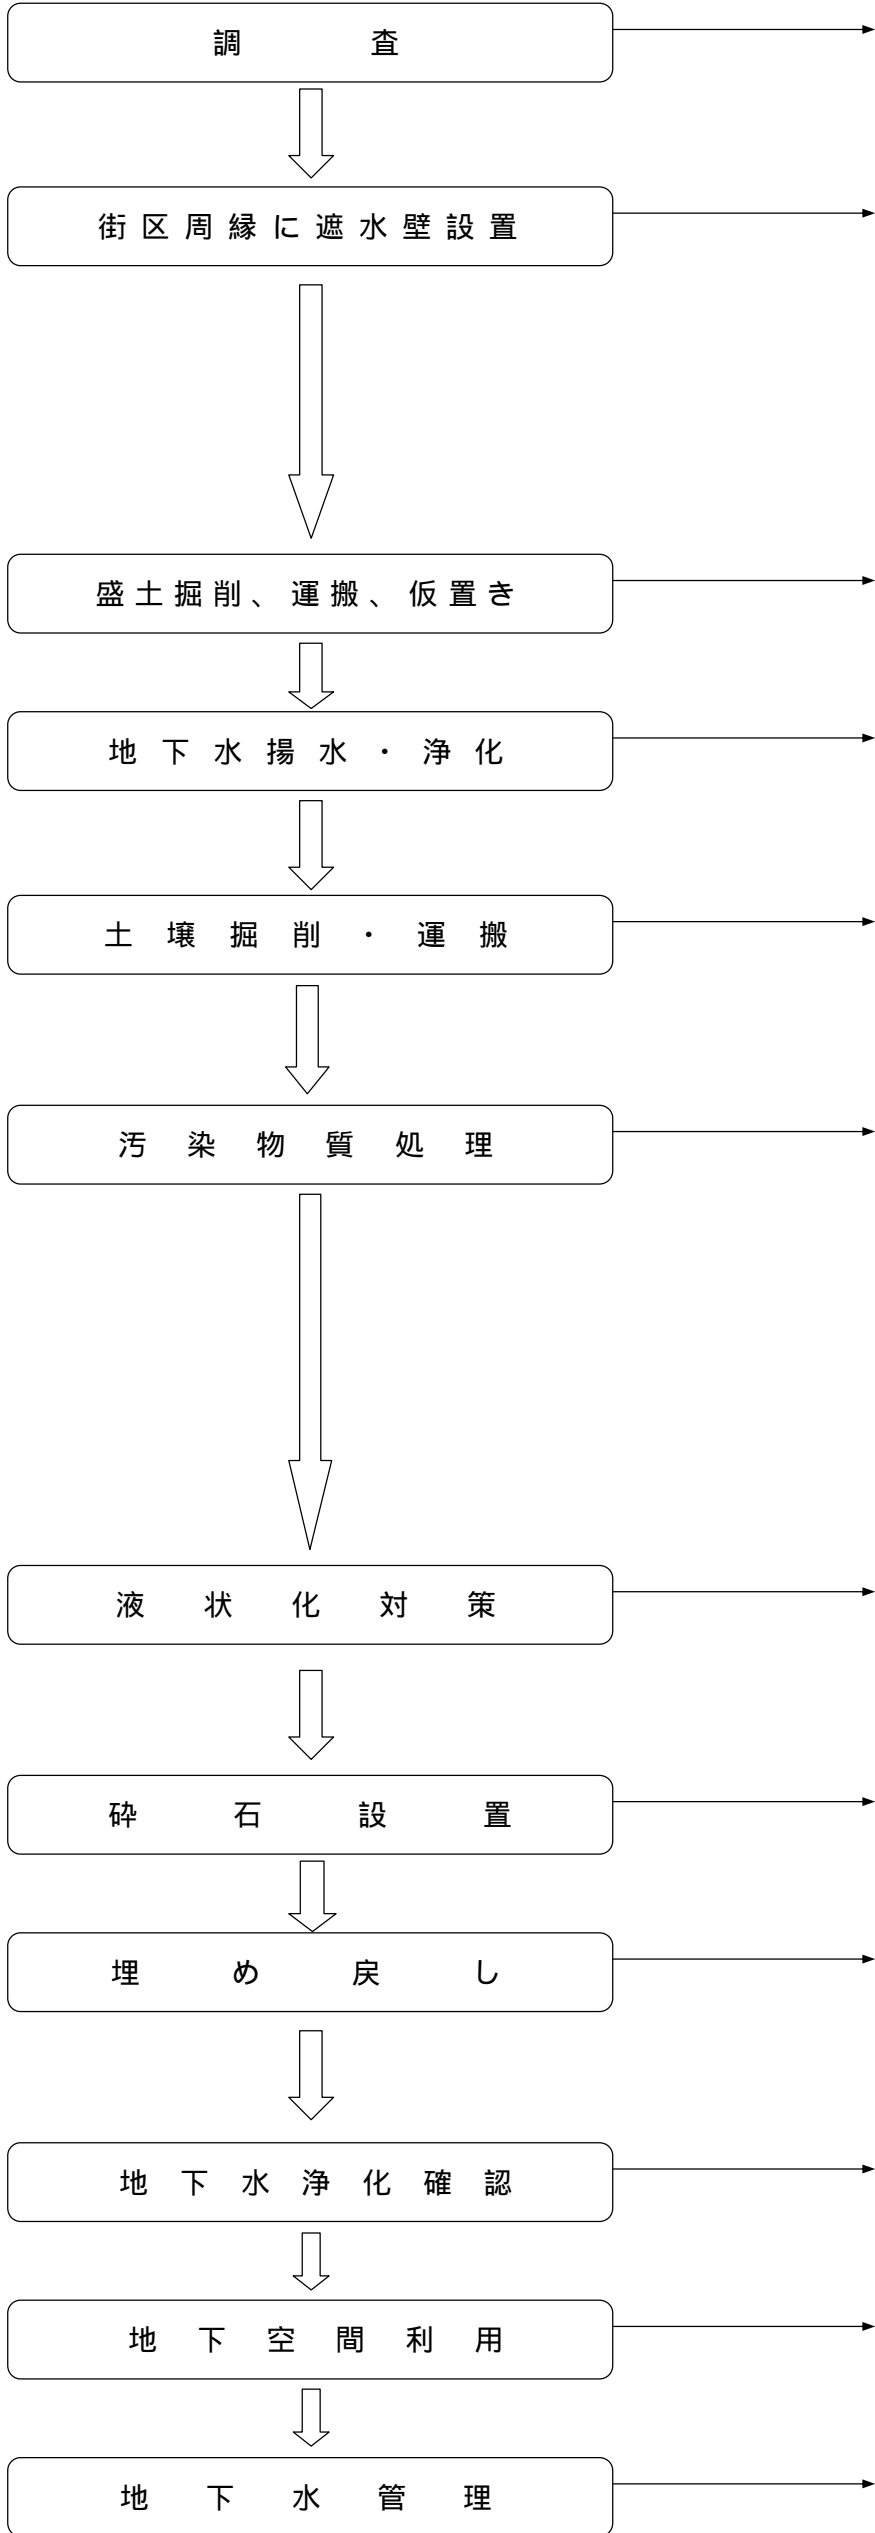 調査
街区周縁に遮水壁設置
盛土掘削、運搬、仮置き
地下水揚水・浄化
土壌掘削・運搬
汚染物質処理
液状化対策
砕石設置
埋め戻し
地下水浄化確認
地下空間利用
地下水管理